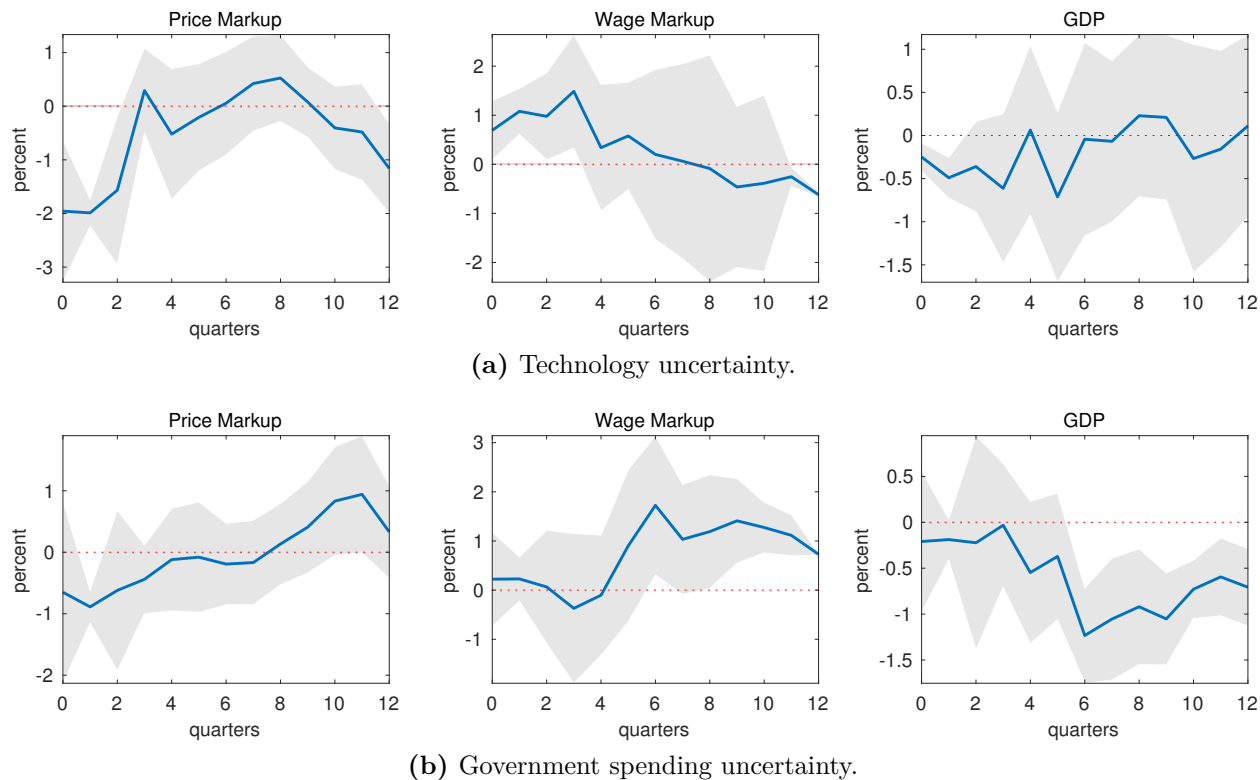 Price Markup Wage Markup GDP
1
0
-1
-2
-3
percent
0 2 4 6 8 10 12
quarters
2
1
0
-1
-2
percent
0 2 4 6 8 10 12
quarters
1
0.5
0
-0.5
-1
-1.5
percent
0 2 4 6 8 10 12
quarters
(a) Technology uncertainty.
Price Markup Wage Markup GDP
1
0
-1
-2
percent
0 2 4 6 8 10 12
quarters
3
2
1
0
-1
percent
0 2 4 6 8 10 12
quarters
0.5
0
-0.5
-1
-1.5
percent
0 2 4 6 8 10 12
quarters
(b) Government spending uncertainty.